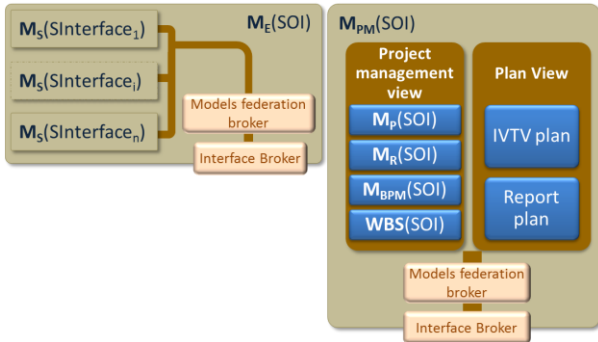 M_E(SOI)
M_S(SInterface_1)
M_S(SInterface_i)
M_S(SInterface_n)
Models federation
broker
Interface Broker
M_PM(SOI)
Project
management
view
M_P(SOI)
M_R(SOI)
M_BPM(SOI)
WBS(SOI)
Plan View
IVTV plan
Report
plan
Models federation
broker
Interface Broker